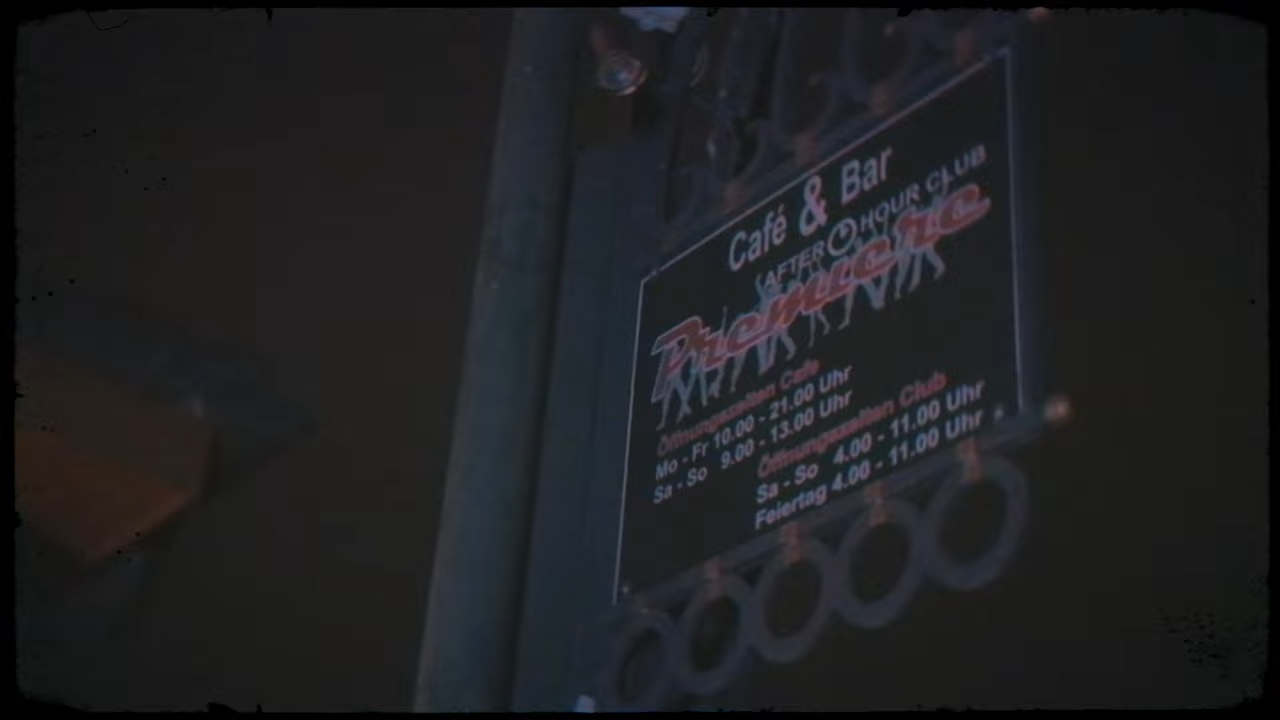 Café & Bar
AFTER HOUR CLUB
Premiere
Öffnungszeiten Cafe
Mo - Fr 10.00 - 21.00 Uhr
Sa - So 9.00 - 13.00 Uhr
Öffnungszeiten Club
Sa - So 4.00 - 11.00 Uhr
Feiertag 4.00 - 11.00 Uhr